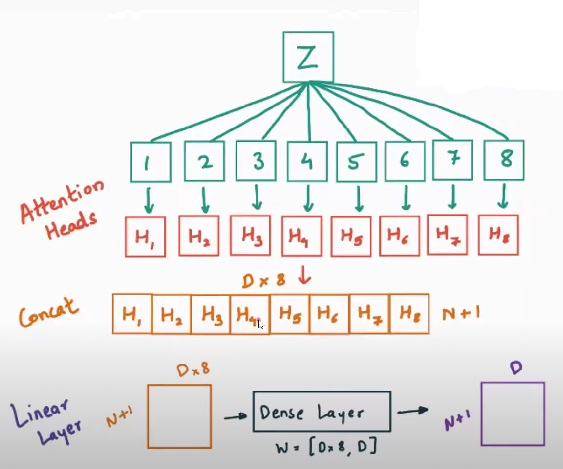 Z
1 2 3 4 5 6 7 8
Attention
Heads
H1 H2 H3 H4 H5 H6 H7 H8
D x 8
Concat
H1 H2 H3 H4 H5 H6 H7 H8 N+1
Linear
Layer
N+1
D x 8
Dense Layer
W = [D x 8, D]
N+1
D